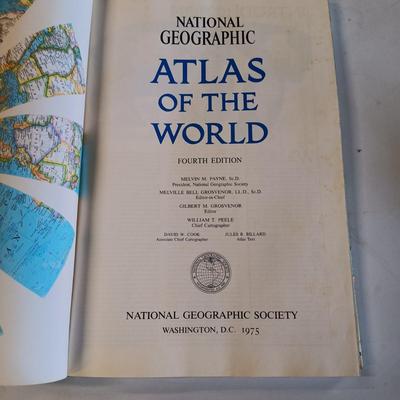 NATIONAL
GEOGRAPHIC
ATLAS
OF THE
WORLD
FOURTH EDITION
MELVIN M. PAYNE, Sc.D.
President, National Geographic Society
MELVILLE BELL GROSVENOR, LL.D., Sc.D.
Editor-in-Chief
GILBERT M. GROSVENOR
Editor
WILLIAM T. PEELE
Chief Cartographer
DAVID W. COOK JULES B. BILLARD
Associate Chief Cartographer Atlas Text
NATIONAL GEOGRAPHIC SOCIETY
WASHINGTON, D.C. 1975